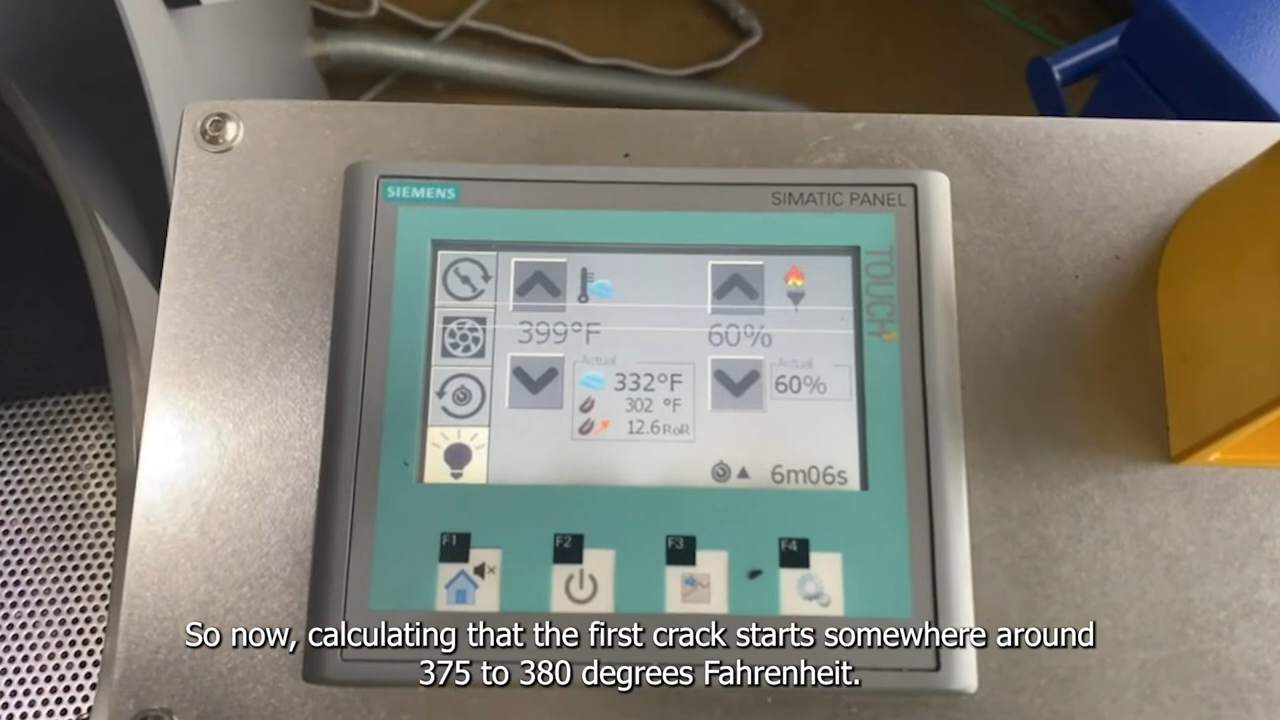 SIEMENS
SIMATIC PANEL
TOUCH
399°F
60%
Actual
332°F
302 °F
12.6 RoR
Actual
60%
6m06s
F1
F2
F3
F4
So now, calculating that the first crack starts somewhere around
375 to 380 degrees Fahrenheit.